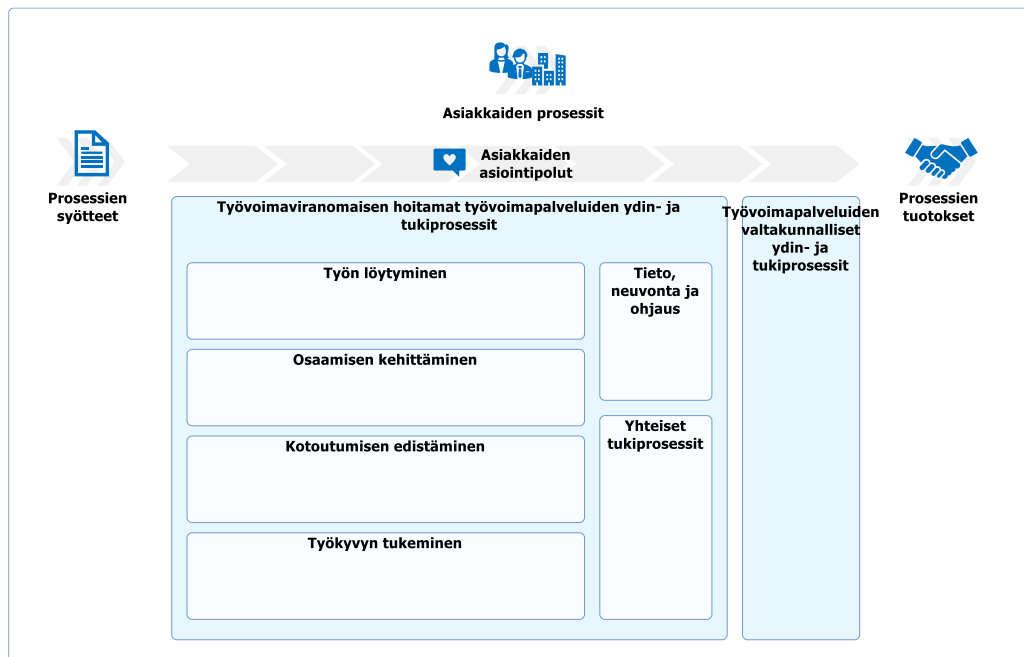 Asiakkaiden prosessit
Asiakkaiden
asiointipolut
Prosessien
syötteet
Prosessien
tuotokset
Työvoimaviranomaisen hoitamat työvoimapalveluiden ydin- ja
tukiprosessit
Työvoimapalveluiden
valtakunnalliset
ydin- ja
tukiprosessit
Työn löytyminen
Tieto,
neuvonta ja
ohjaus
Osaamisen kehittäminen
Yhteiset
tukiprosessit
Kotoutumisen edistäminen
Työkyvyn tukeminen